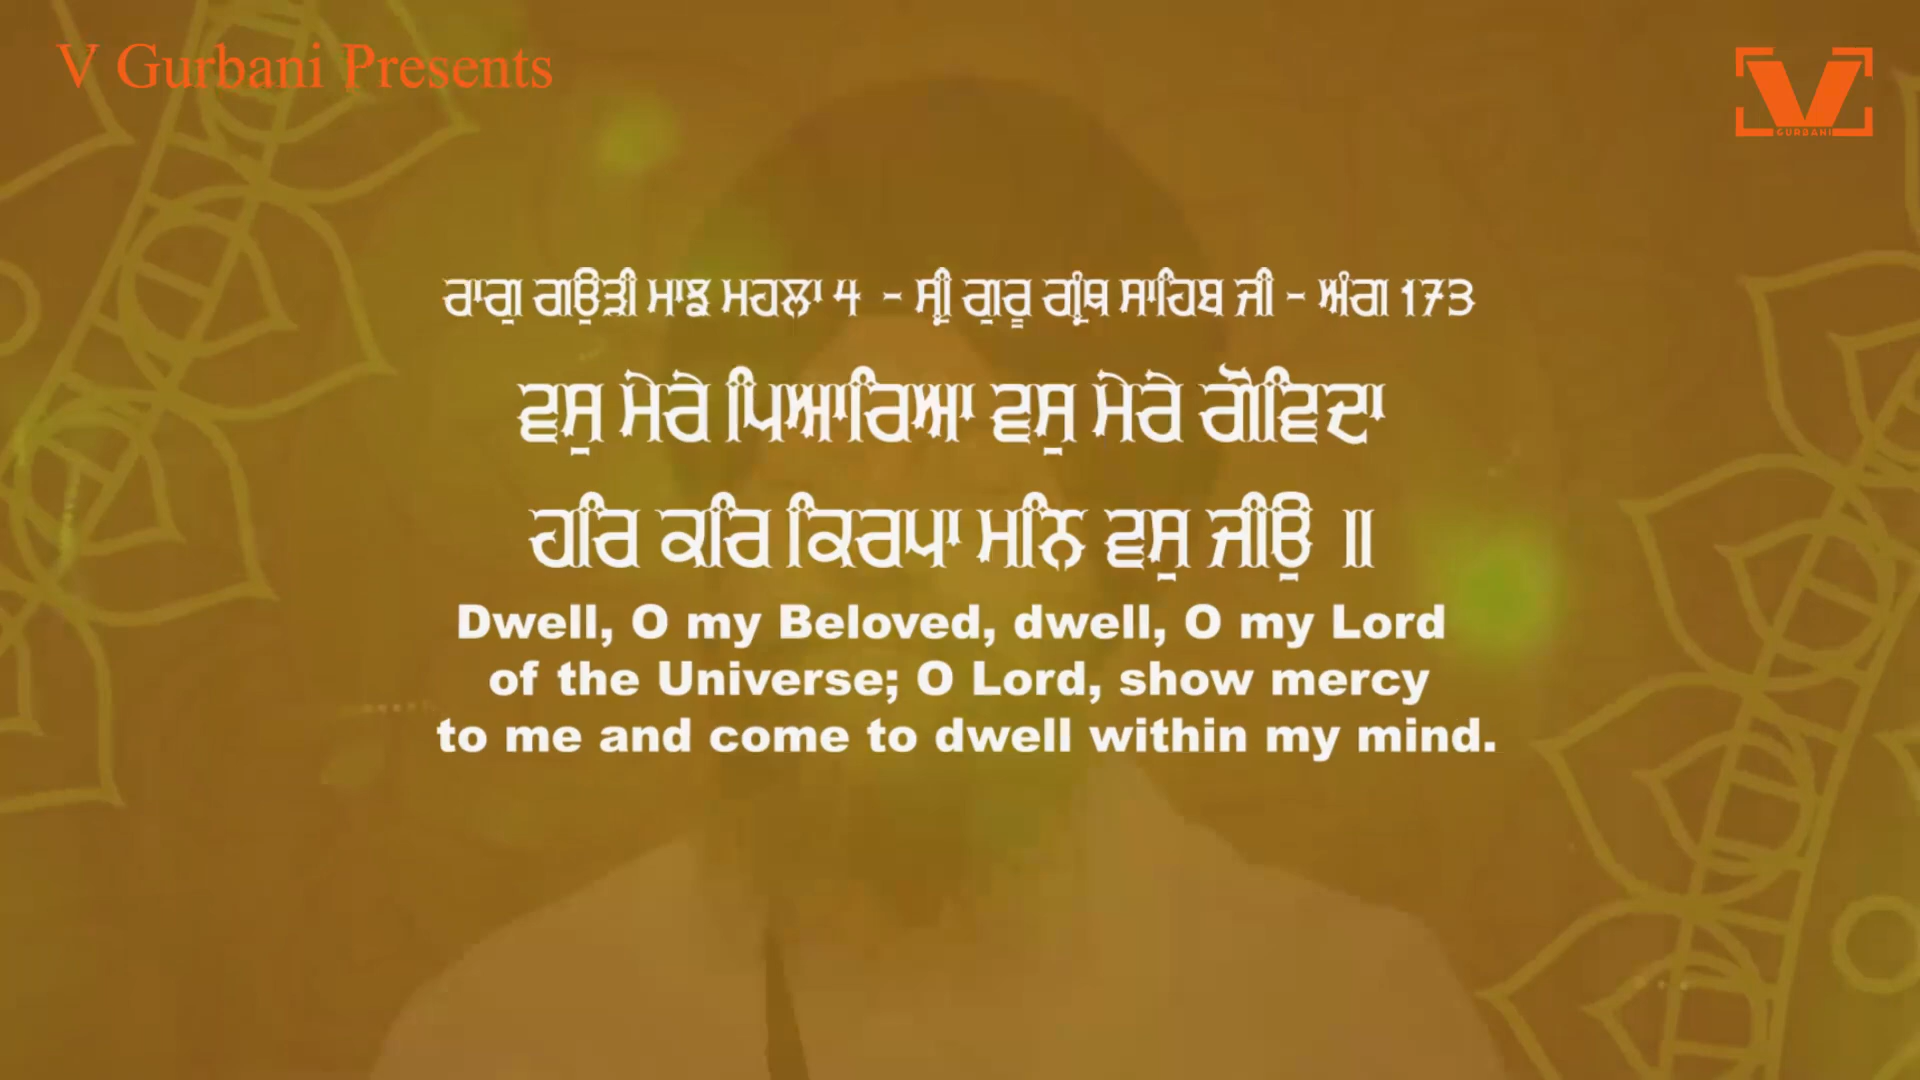 V Gurbani Presents
V
GURBANI
ਰਾਗੁ ਗਉੜੀ ਮਾਝ ਮਹਲਾ 4 - ਸ੍ਰੀ ਗੁਰੂ ਗ੍ਰੰਥ ਸਾਹਿਬ ਜੀ - ਅੰਗ 173
ਵਸੁ ਮੇਰੇ ਪਿਆਰਿਆ ਵਸੁ ਮੇਰੇ ਗੋਵਿਦਾ
ਹਰਿ ਕਰਿ ਕਿਰਪਾ ਮਨਿ ਵਸੁ ਜੀਉ ॥
Dwell, O my Beloved, dwell, O my Lord
of the Universe; O Lord, show mercy
to me and come to dwell within my mind.